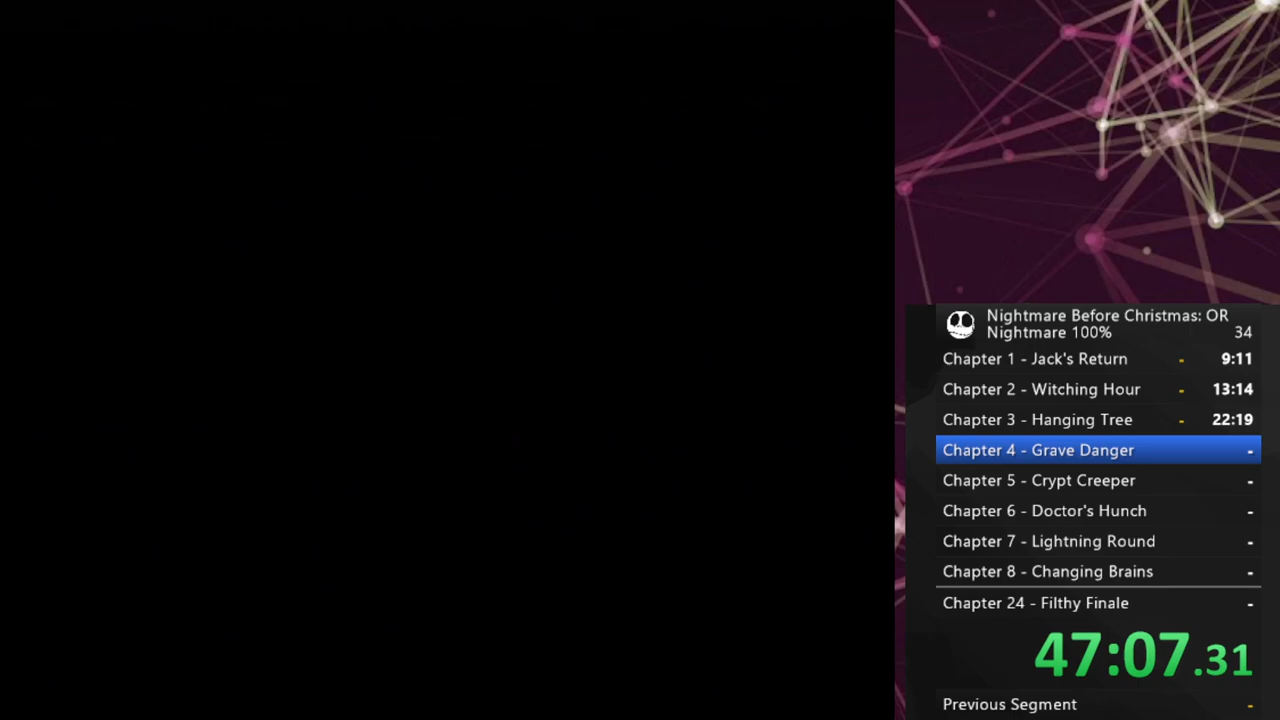 Nightmare Before Christmas: OR
Nightmare 100% 34
Chapter 1 - Jack's Return - 9:11
Chapter 2 - Witching Hour - 13:14
Chapter 3 - Hanging Tree - 22:19
Chapter 4 - Grave Danger -
Chapter 5 - Crypt Creeper -
Chapter 6 - Doctor's Hunch -
Chapter 7 - Lightning Round -
Chapter 8 - Changing Brains -
Chapter 24 - Filthy Finale -
47:07.31
Previous Segment -